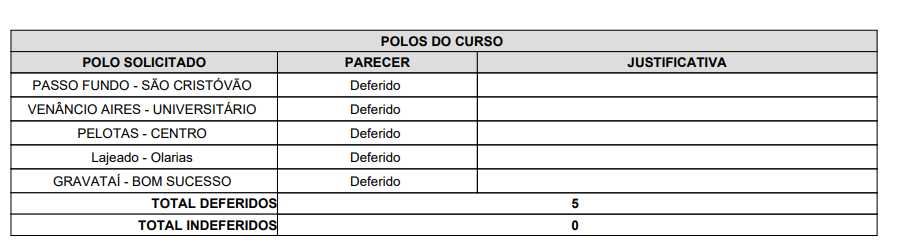 POLOS DO CURSO
POLO SOLICITADO PARECER JUSTIFICATIVA
PASSO FUNDO - SÃO CRISTÓVÃO Deferido
VENÂNCIO AIRES - UNIVERSITÁRIO Deferido
PELOTAS - CENTRO Deferido
Lajeado - Olarias Deferido
GRAVATAÍ - BOM SUCESSO Deferido
TOTAL DEFERIDOS 5
TOTAL INDEFERIDOS 0